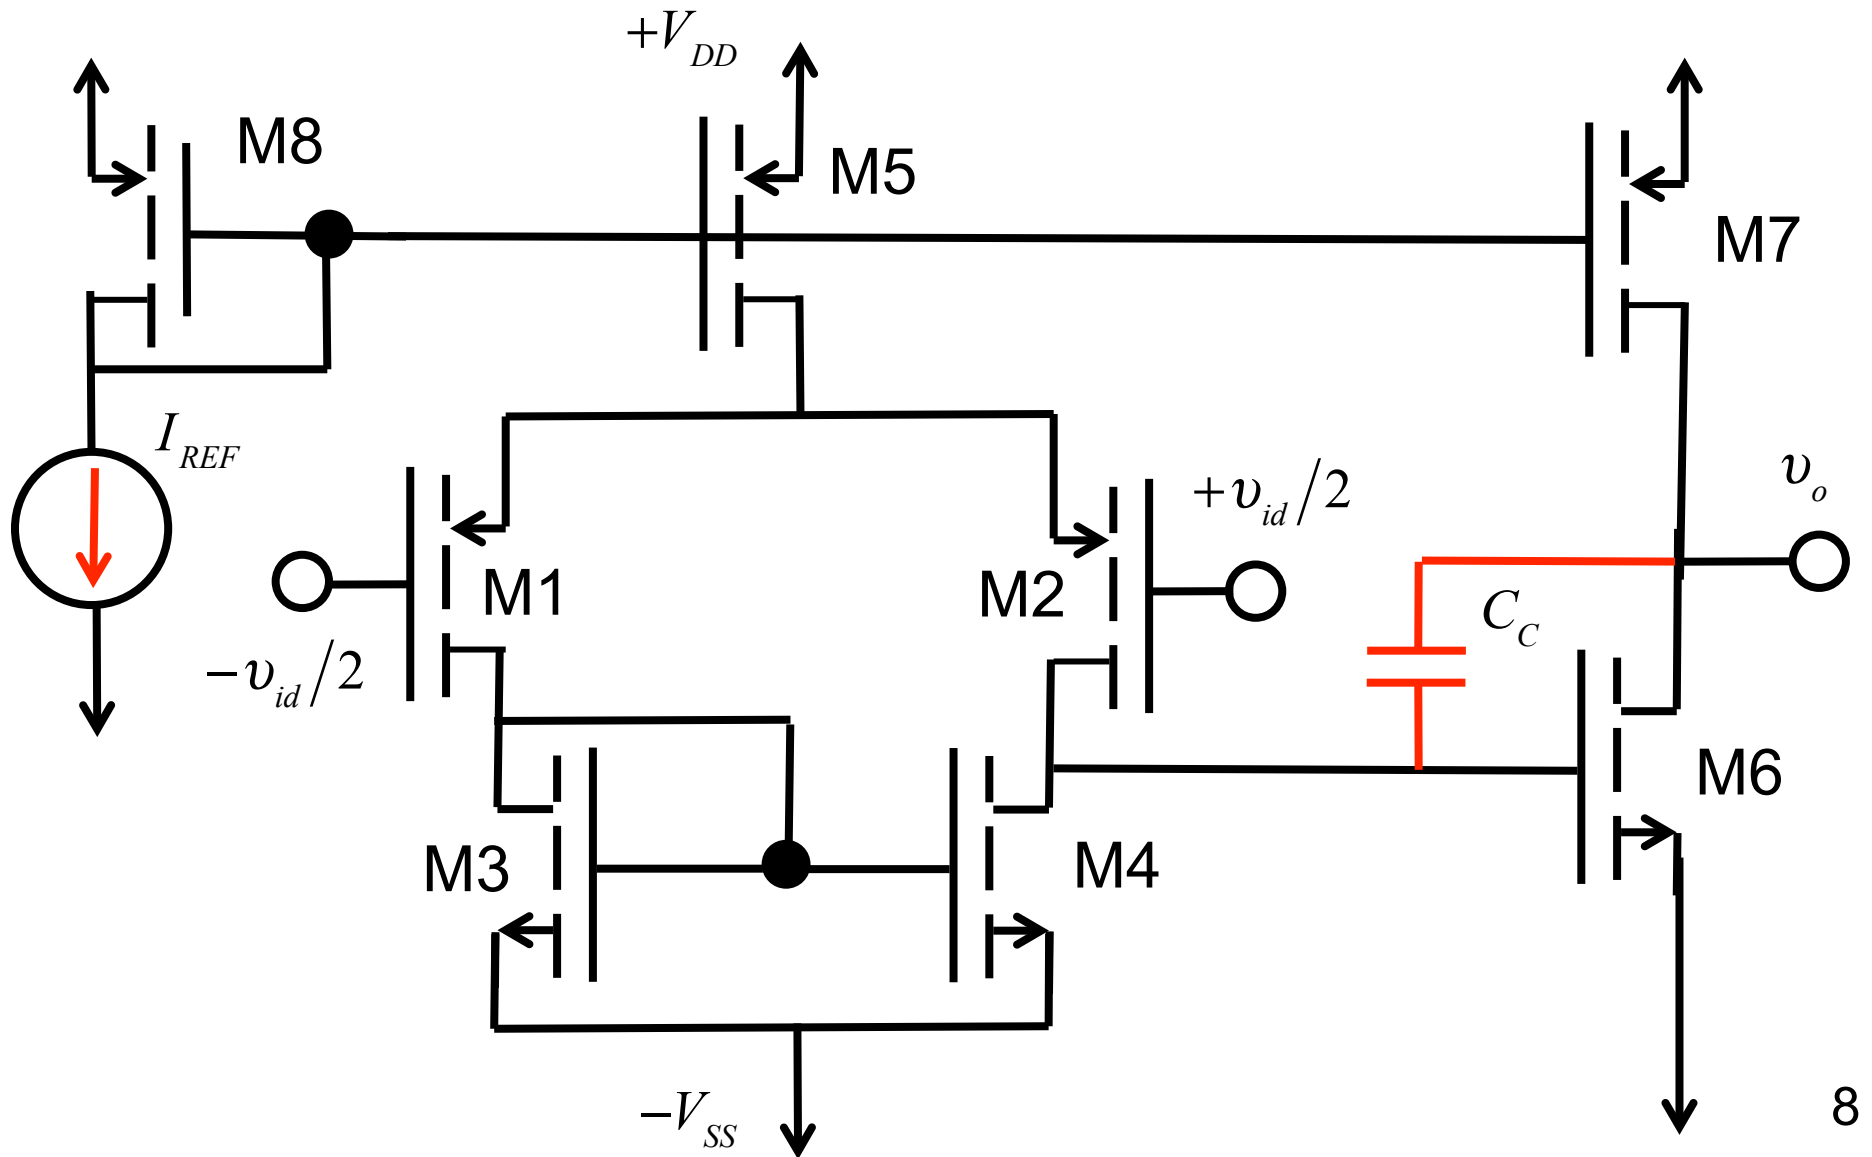 +V_DD
M8
M5
M7
I_REF
+υ_id/2
υ_o
M1
M2
C_C
−υ_id/2
M6
M3
M4
−V_SS
8